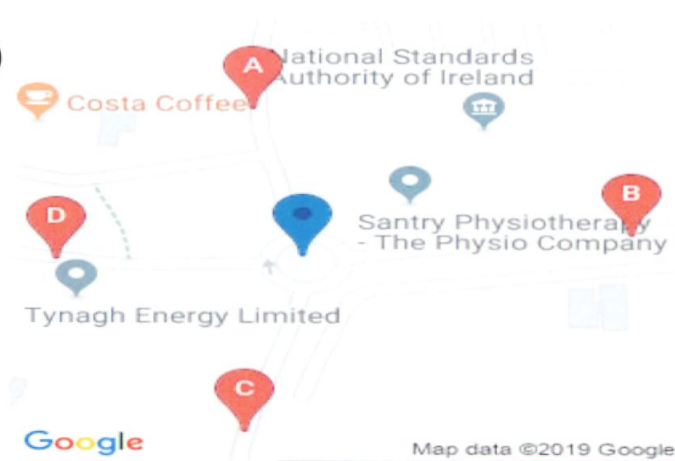 A
National Standards
Authority of Ireland
Costa Coffee
B
D
Santry Physiotherapy
- The Physio Company
Tynagh Energy Limited
C
Google
Map data ©2019 Google